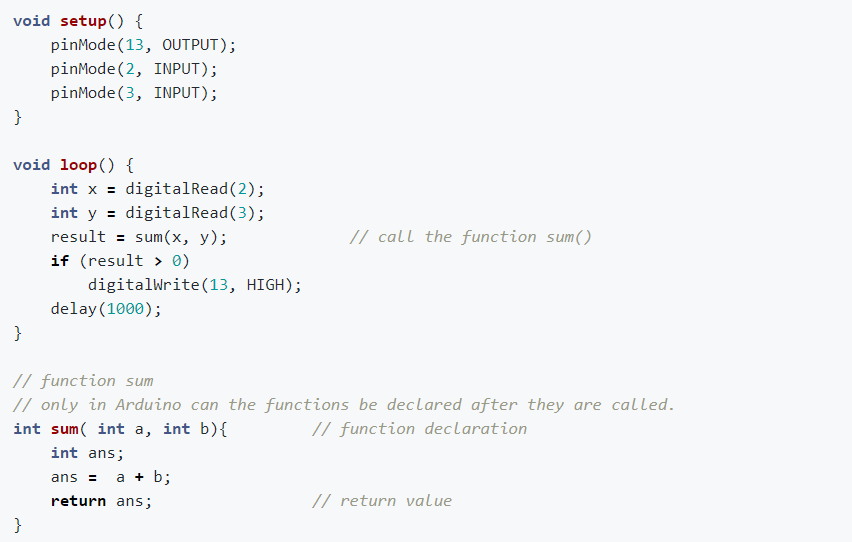 void setup() {
    pinMode(13, OUTPUT);
    pinMode(2, INPUT);
    pinMode(3, INPUT);
}

void loop() {
    int x = digitalRead(2);
    int y = digitalRead(3);
    result = sum(x, y);             // call the function sum()
    if (result > 0)
        digitalWrite(13, HIGH);
    delay(1000);
}

// function sum
// only in Arduino can the functions be declared after they are called.
int sum( int a, int b){         // function declaration
    int ans;
    ans =  a + b;
    return ans;                 // return value
}